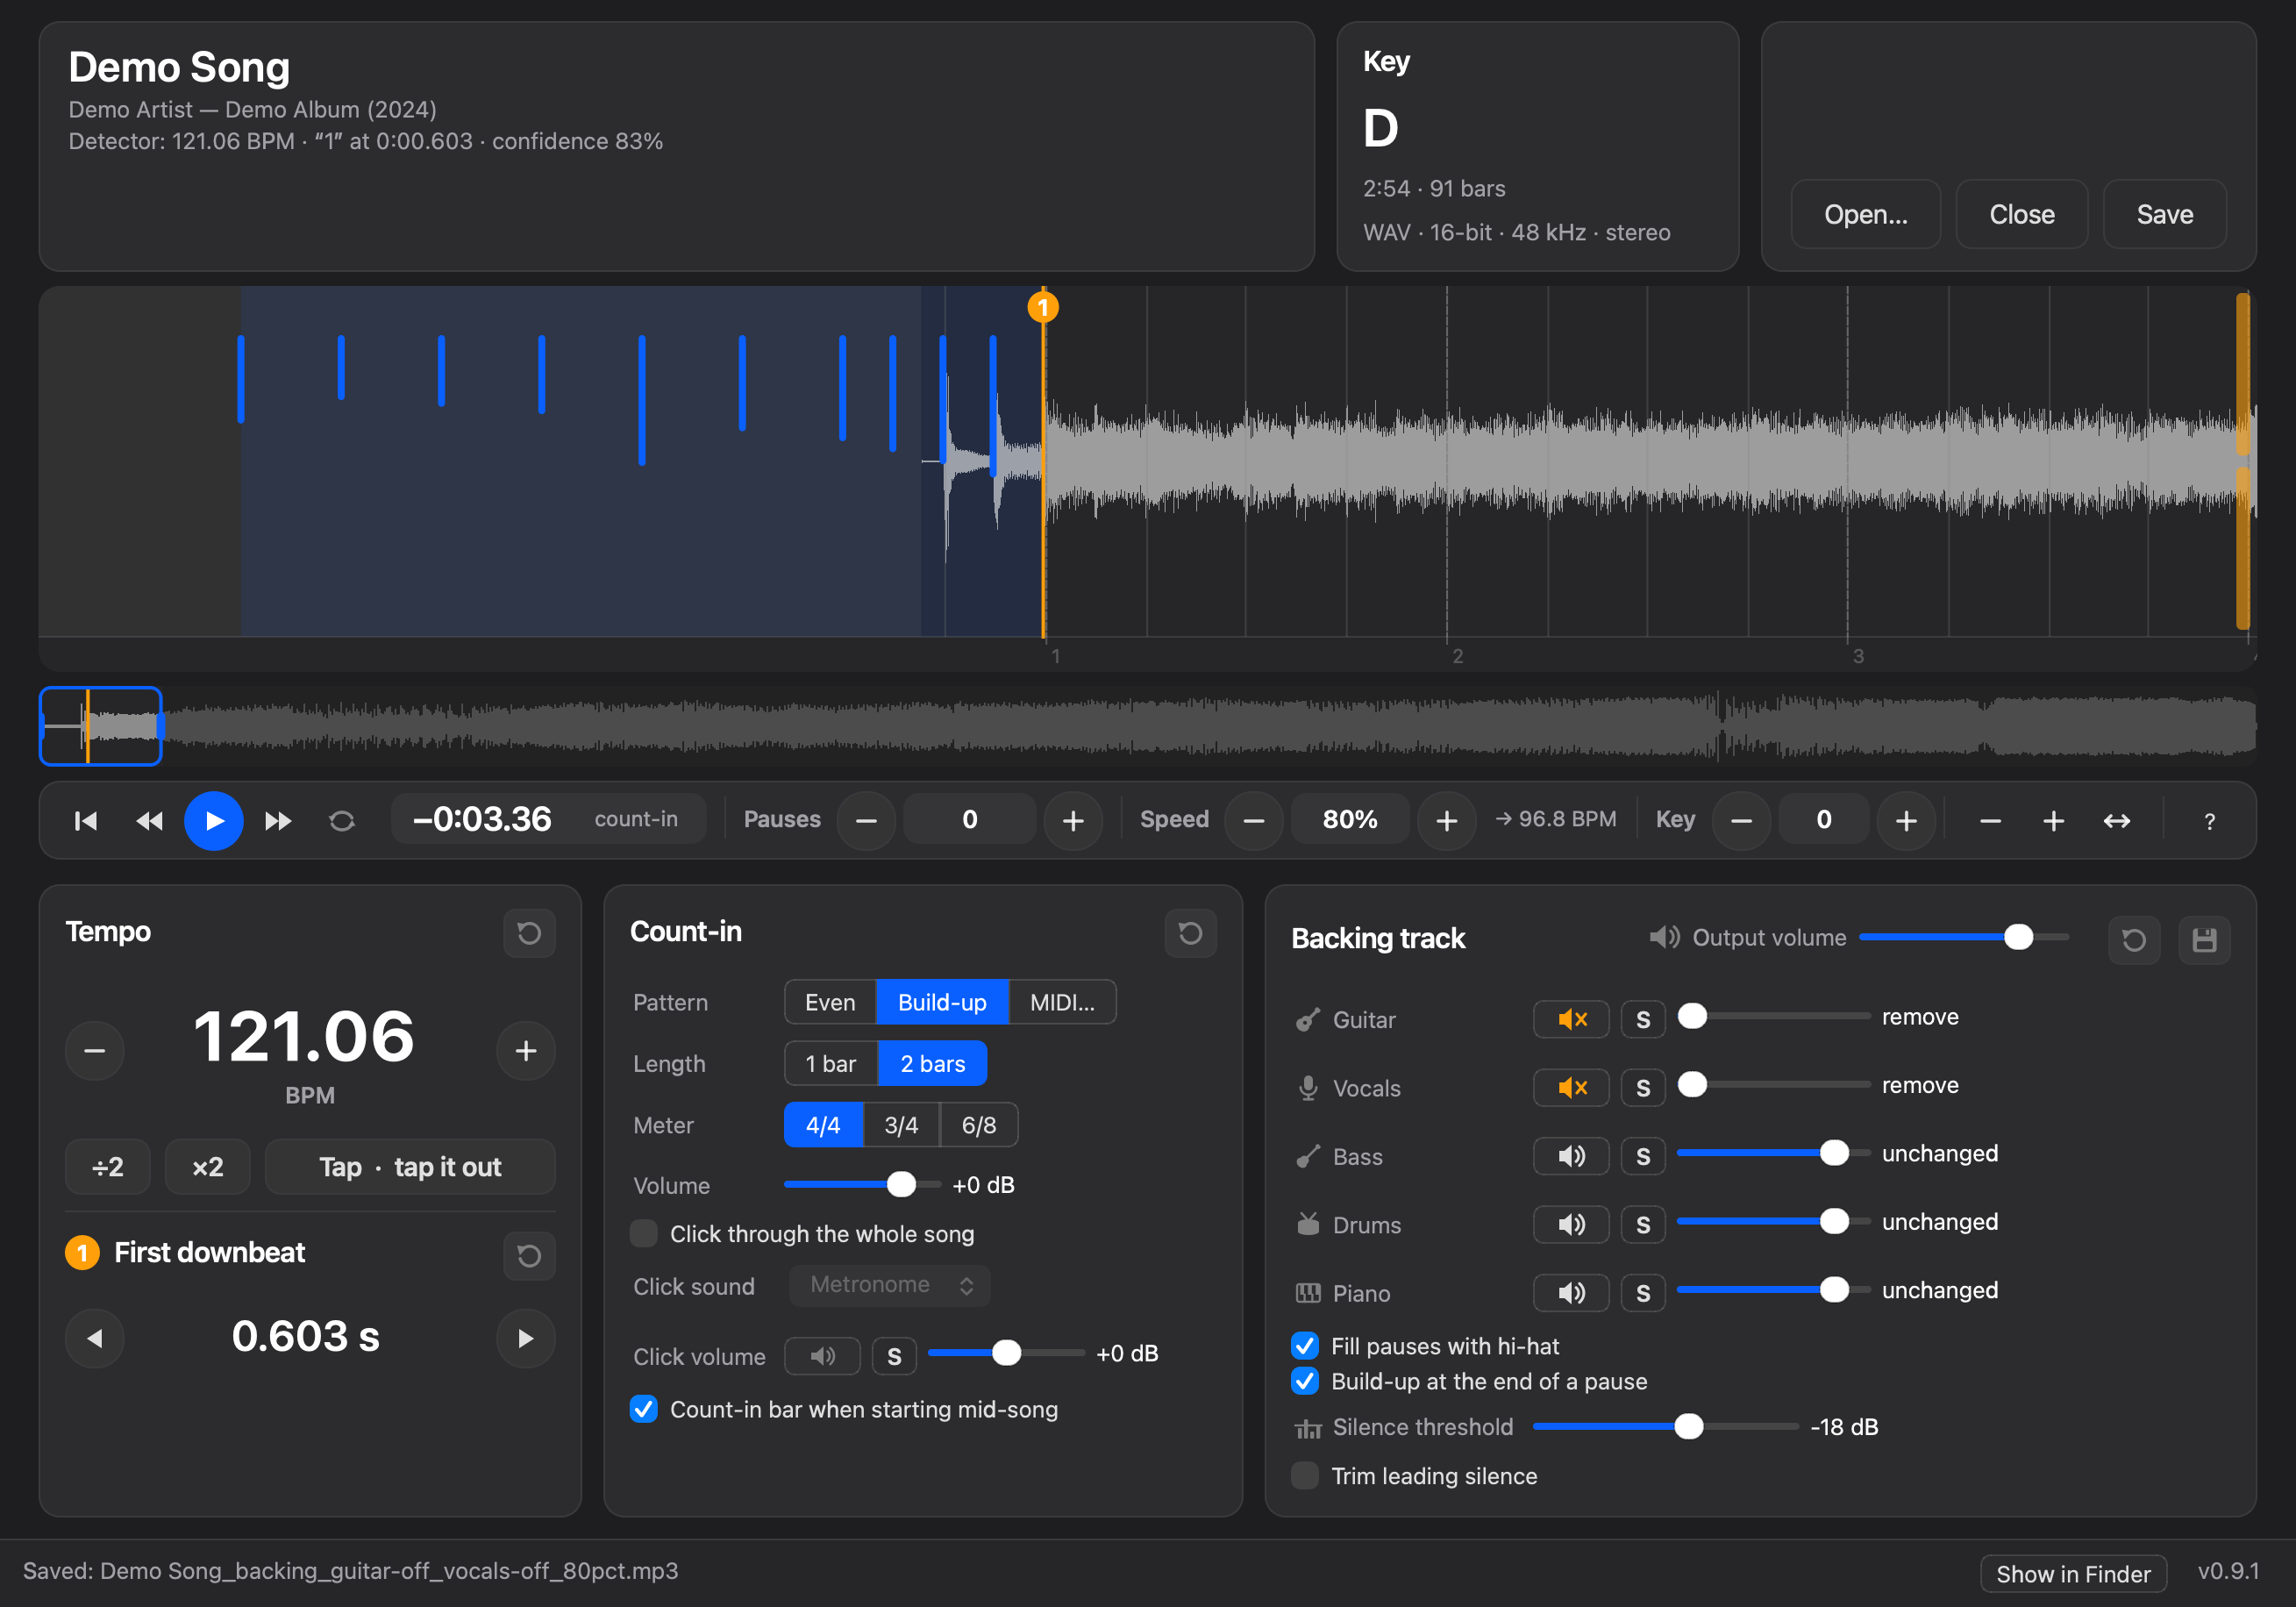 Demo Song
Demo Artist — Demo Album (2024)
Detector: 121.06 BPM · “1” at 0:00.603 · confidence 83%
Key
D
2:54 · 91 bars
WAV · 16-bit · 48 kHz · stereo
Open... Close Save
1
1 2 3
–0:03.36 count-in Pauses − 0 + Speed − 80% + → 96.8 BPM Key − 0 + − + ↔ ?
Tempo
− 121.06 +
BPM
÷2 ×2 Tap · tap it out
1 First downbeat
0.603 s
Count-in
Pattern Even Build-up MIDI...
Length 1 bar 2 bars
Meter 4/4 3/4 6/8
Volume +0 dB
Click through the whole song
Click sound Metronome
Click volume S +0 dB
Count-in bar when starting mid-song
Backing track Output volume
Guitar S remove
Vocals S remove
Bass S unchanged
Drums S unchanged
Piano S unchanged
Fill pauses with hi-hat
Build-up at the end of a pause
Silence threshold -18 dB
Trim leading silence
Saved: Demo Song_backing_guitar-off_vocals-off_80pct.mp3 Show in Finder v0.9.1